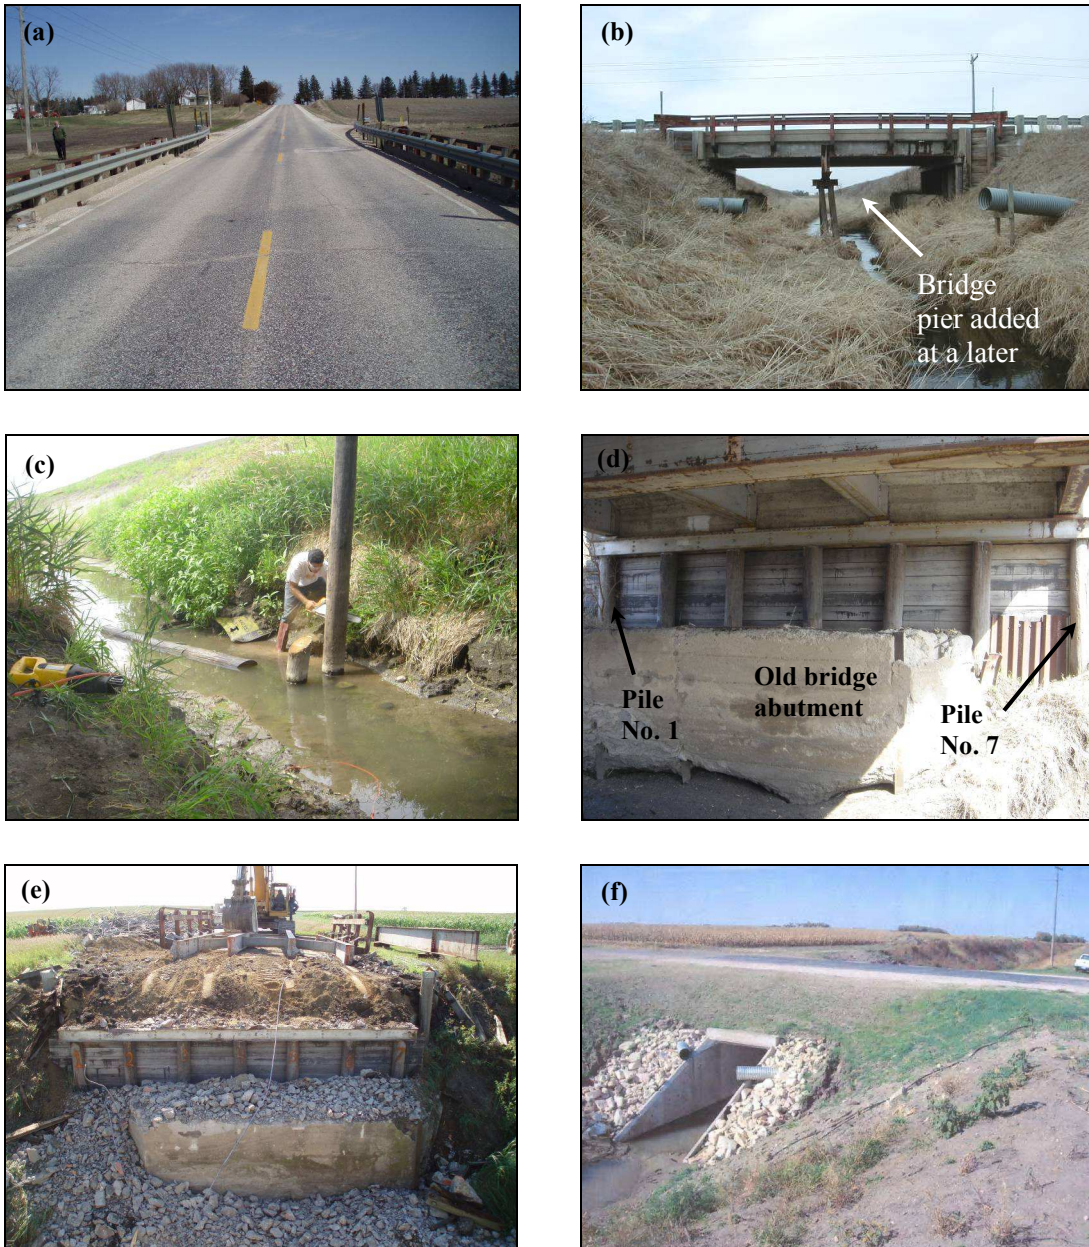 (a)
(b)
Bridge
pier added
at a later
(c)
(d)
Old bridge
abutment
Pile
No. 1
Pile
No. 7
(e)
(f)